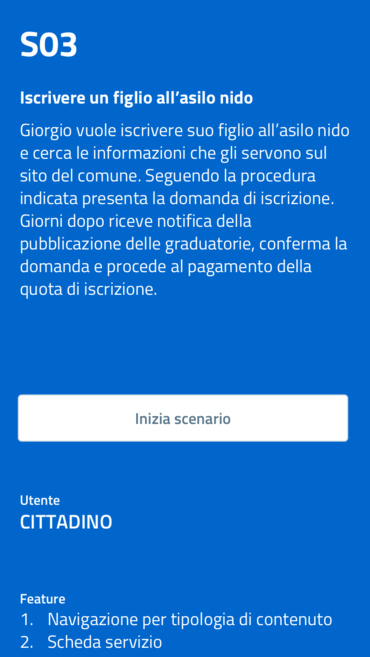 S03
Iscrivere un figlio all’asilo nido
Giorgio vuole iscrivere suo figlio all’asilo nido
e cerca le informazioni che gli servono sul
sito del comune. Seguendo la procedura
indicata presenta la domanda di iscrizione.
Giorni dopo riceve notifica della
pubblicazione delle graduatorie, conferma la
domanda e procede al pagamento della
quota di iscrizione.
Inizia scenario
Utente
CITTADINO
Feature
1. Navigazione per tipologia di contenuto
2. Scheda servizio